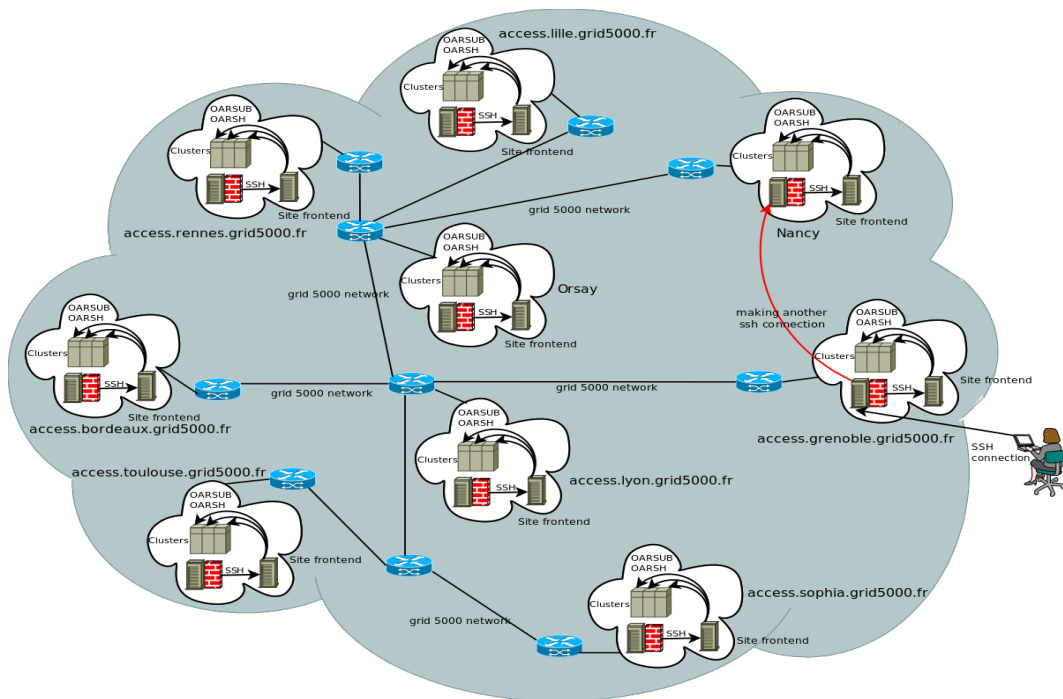 access.lille.grid5000.fr
OARSUB
OARSH
Clusters
SSH
Site frontend
OARSUB
OARSH
Clusters
SSH
Site frontend
access.rennes.grid5000.fr
OARSUB
OARSH
Clusters
SSH
Site frontend
Nancy
grid 5000 network
grid 5000 network
OARSUB
OARSH
Clusters
SSH
Site frontend
Orsay
making another
ssh connection
OARSUB
OARSH
Clusters
SSH
Site frontend
access.bordeaux.grid5000.fr
grid 5000 network
grid 5000 network
OARSUB
OARSH
Clusters
SSH
Site frontend
access.grenoble.grid5000.fr
SSH
connection
OARSUB
OARSH
Clusters
SSH
Site frontend
access.lyon.grid5000.fr
access.toulouse.grid5000.fr
OARSUB
OARSH
Clusters
SSH
Site frontend
grid 5000 network
OARSUB
OARSH
Clusters
SSH
Site frontend
access.sophia.grid5000.fr